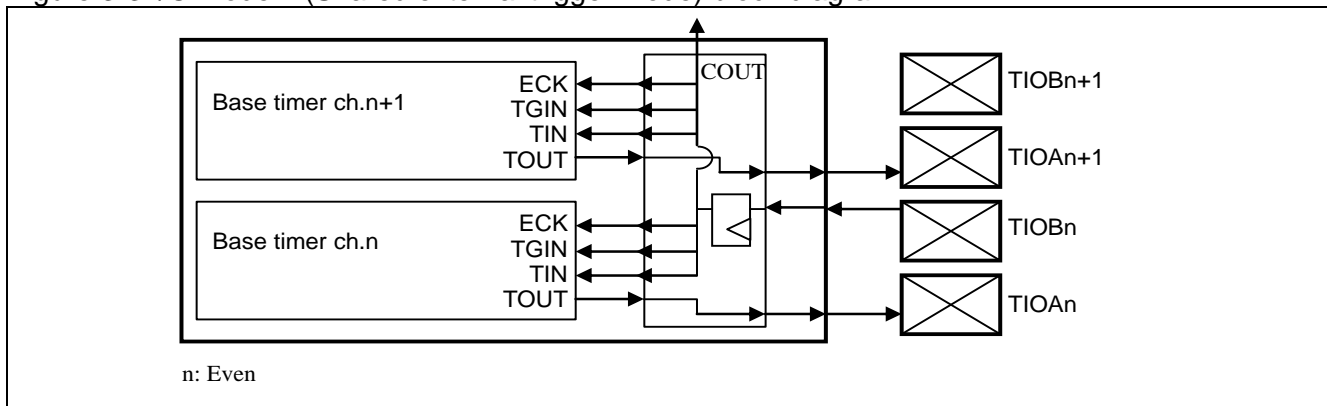 COUT
Base timer ch.n+1
ECK
TGIN
TIN
TOUT
TIOBn+1
TIOAn+1
Base timer ch.n
ECK
TGIN
TIN
TOUT
TIOBn
TIOAn
n: Even